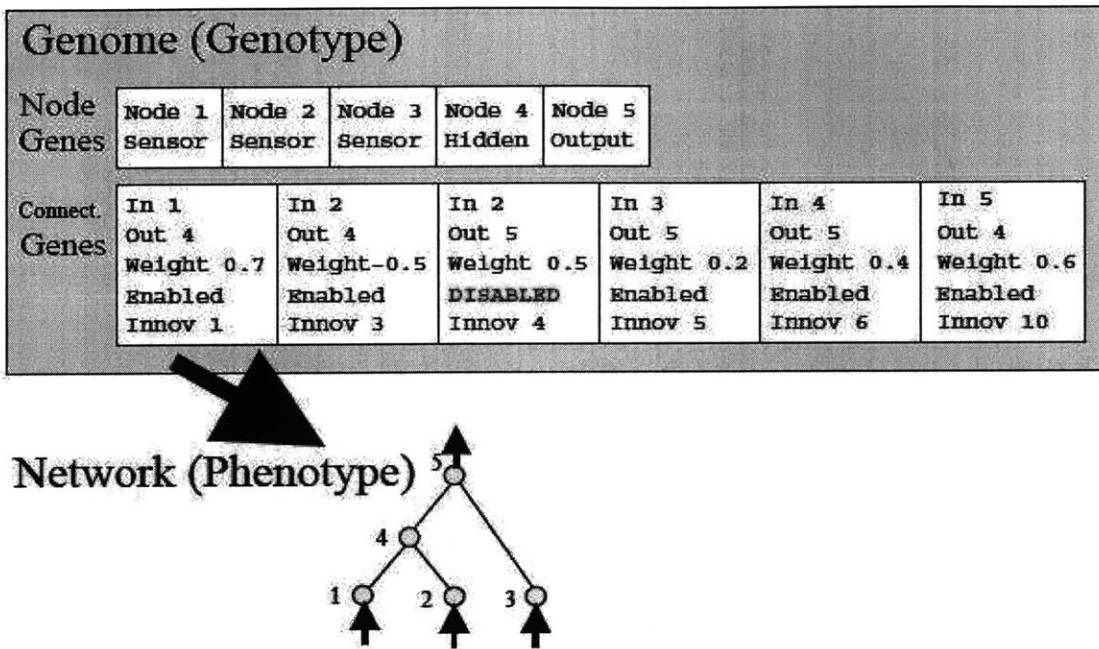 Genome (Genotype)
Node Genes
Node 1 Node 2 Node 3 Node 4 Node 5
Sensor Sensor Sensor Hidden Output
Connect. Genes
In 1 In 2 In 2 In 3 In 4 In 5
Out 4 Out 4 Out 5 Out 5 Out 5 Out 4
Weight 0.7 Weight-0.5 Weight 0.5 Weight 0.2 Weight 0.4 Weight 0.6
Enabled Enabled DISABLED Enabled Enabled Enabled
Innov 1 Innov 3 Innov 4 Innov 5 Innov 6 Innov 10
Network (Phenotype) 5
4
1 2 3